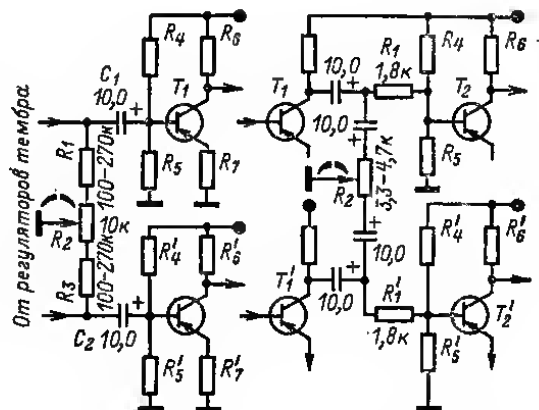 R4
R6
C1
10,0
+
T1
R1
100-270к
R5
R7
От регуляторов тембра
R2
10к
R3
100-270к
R'4
R'6
C2
10,0
+
R'5
R'7
T1
10,0
+
R1
1,8к
R4
R6
T2
10,0
+
R5
R2
3,3-4,7к
+
10,0
T'1
10,0
+
R'1
1,8к
R'4
R'6
T'2
R'5